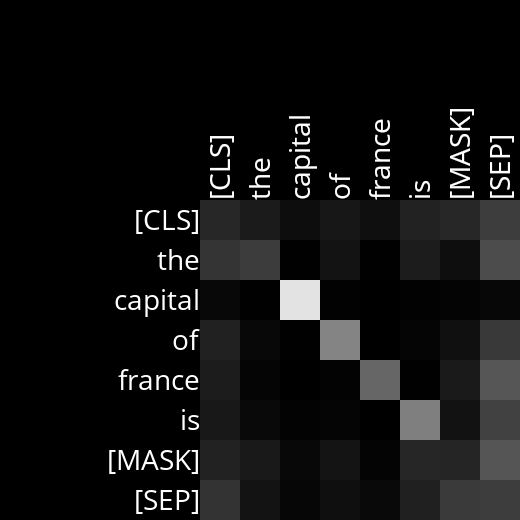 [CLS] the capital of france is [MASK] [SEP]
[CLS]
the
capital
of
france
is
[MASK]
[SEP]